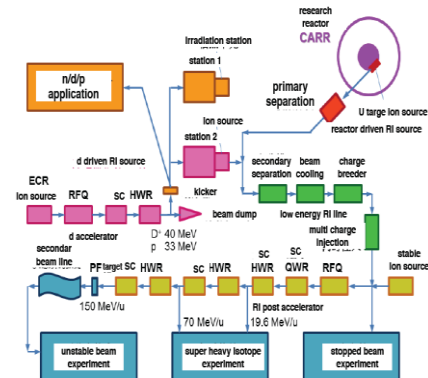 research
reactor
CARR
Irradiation station
station 1
n/d/p
application
primary
separation
U targe Ion source
reactor driven RI source
Ion source
station 2
d driven RI source
secondary
separation
beam
cooling
charge
breeder
ECR
Ion source
RFQ
SC HWR
kicker
beam dump
low energy RI line
D⁺ 40 MeV
p 33 MeV
d accelerator
multi charge
injection
secondar
beam line
PF target SC
HWR
SC
HWR
SC
HWR
SC
QWR
RFQ
stable
ion source
150 MeV/u
70 MeV/u
RI post accelerator
19.6 MeV/u
unstable beam
experiment
super heavy Isotope
experiment
stopped beam
experiment